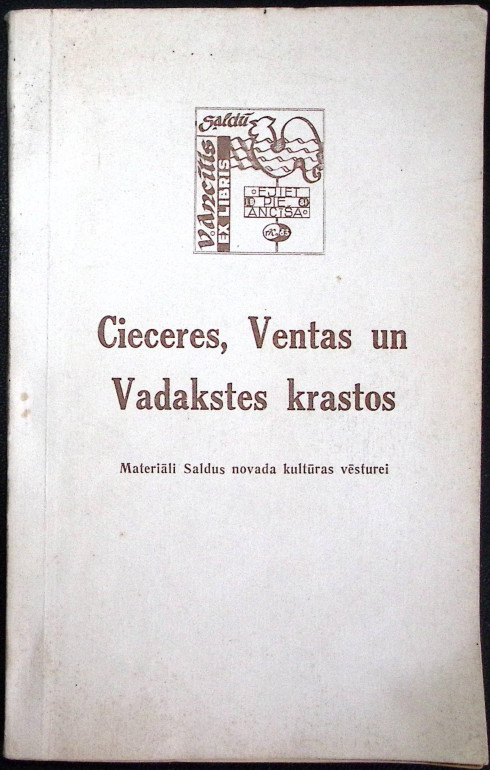 Saldū
V. ANCĪTIS
EX LIBRIS
EJIET
PIE
ANCĪŠA
Cieceres, Ventas un
Vadakstes krastos
Materiāli Saldus novada kultūras vēsturei